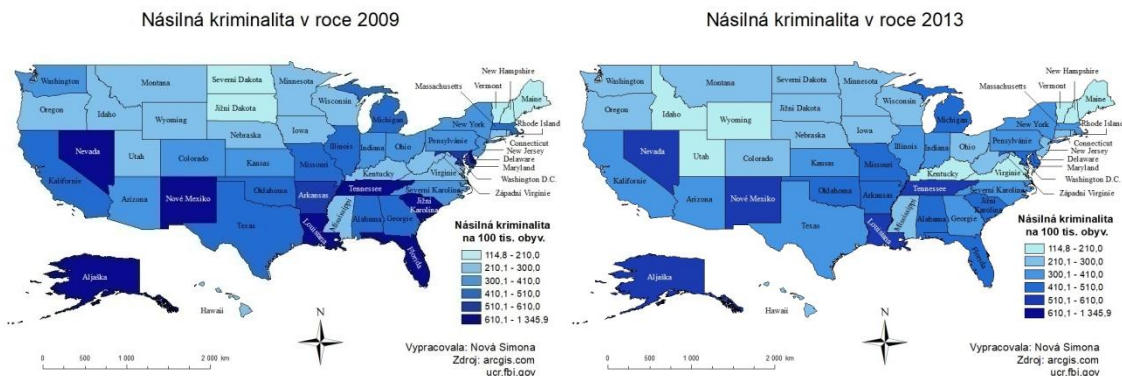 Násilná kriminalita v roce 2009
Washington
Montana
Severní Dakota
Minnesota
Oregon
Idaho
Wyoming
Jižní Dakota
Wisconsin
Michigan
Massachusetts
Vermont
New Hampshire
Maine
New York
Rhode Island
Connecticut
New Jersey
Delaware
Maryland
Washington D.C.
Západní Virginie
Nevada
Utah
Colorado
Nebraska
Iowa
Illinois
Indiana
Ohio
Pensylvánie
Kalifornie
Kansas
Missouri
Kentucky
Virginie
Arizona
Nové Mexiko
Oklahoma
Arkansas
Tennessee
Severní Karolína
Jižní
Karolína
Texas
Louisiana
Mississippi
Alabama
Georgie
Florida
Aljaška
Hawaii
Násilná kriminalita
na 100 tis. obyv.
114,8 - 210,0
210,1 - 300,0
300,1 - 410,0
410,1 - 510,0
510,1 - 610,0
610,1 - 1 345,9
N
0 500 1 000 2 000 km
Vypracovala: Nová Simona
Zdroj: arcgis.com
ucr.fbi.gov
Násilná kriminalita v roce 2013
Washington
Montana
Severní Dakota
Minnesota
Oregon
Idaho
Wyoming
Jižní Dakota
Wisconsin
Michigan
Massachusetts
Vermont
New Hampshire
Maine
New York
Rhode Island
Connecticut
New Jersey
Delaware
Maryland
Washington D.C.
Západní Virginie
Nevada
Utah
Colorado
Nebraska
Iowa
Illinois
Indiana
Ohio
Pensylvánie
Kalifornie
Kansas
Missouri
Kentucky
Virginie
Arizona
Nové Mexiko
Oklahoma
Arkansas
Tennessee
Severní Karolína
Jižní
Karolína
Texas
Louisiana
Mississippi
Alabama
Georgie
Florida
Aljaška
Hawaii
Násilná kriminalita
na 100 tis. obyv.
114,8 - 210,0
210,1 - 300,0
300,1 - 410,0
410,1 - 510,0
510,1 - 610,0
610,1 - 1 345,9
N
0 500 1 000 2 000 km
Vypracovala: Nová Simona
Zdroj: arcgis.com
ucr.fbi.gov